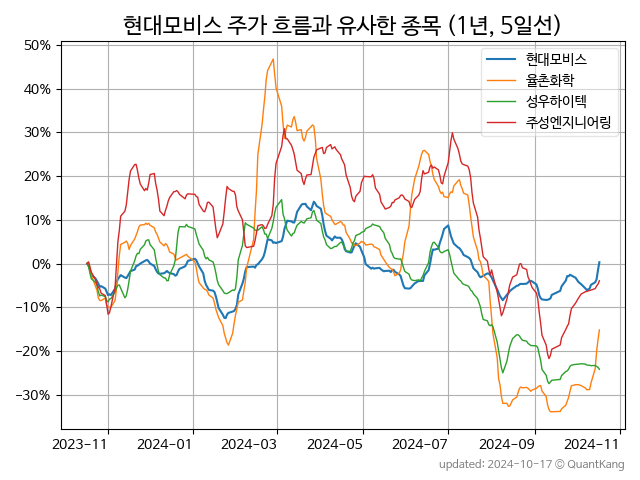 현대모비스 주가 흐름과 유사한 종목 (1년, 5일선)
50%
40%
30%
20%
10%
0%
−10%
−20%
−30%
현대모비스
율촌화학
성우하이텍
주성엔지니어링
2023-11 2024-01 2024-03 2024-05 2024-07 2024-09 2024-11
updated: 2024-10-17 © QuantKang